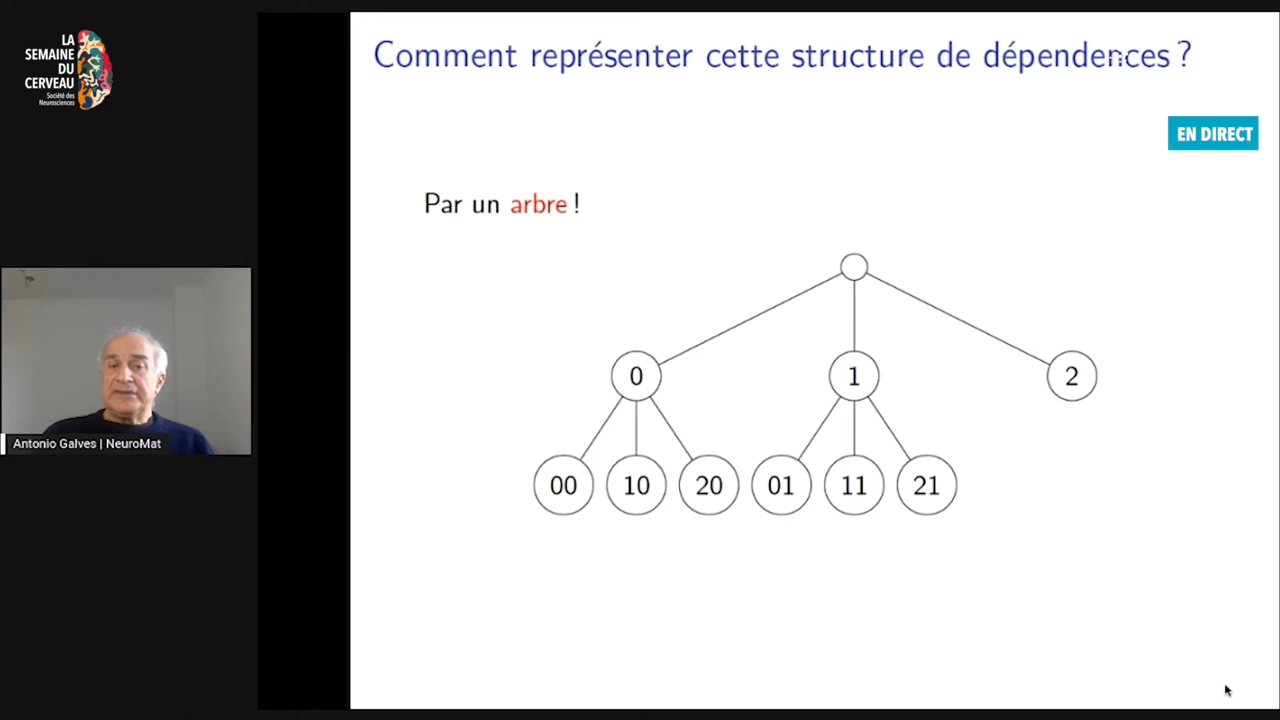 LA
SEMAINE
DU
CERVEAU
Société des
Neurosciences
Comment représenter cette structure de dépendences ?
EN DIRECT
Par un arbre !
0 1 2
00 10 20 01 11 21
Antonio Galves | NeuroMat